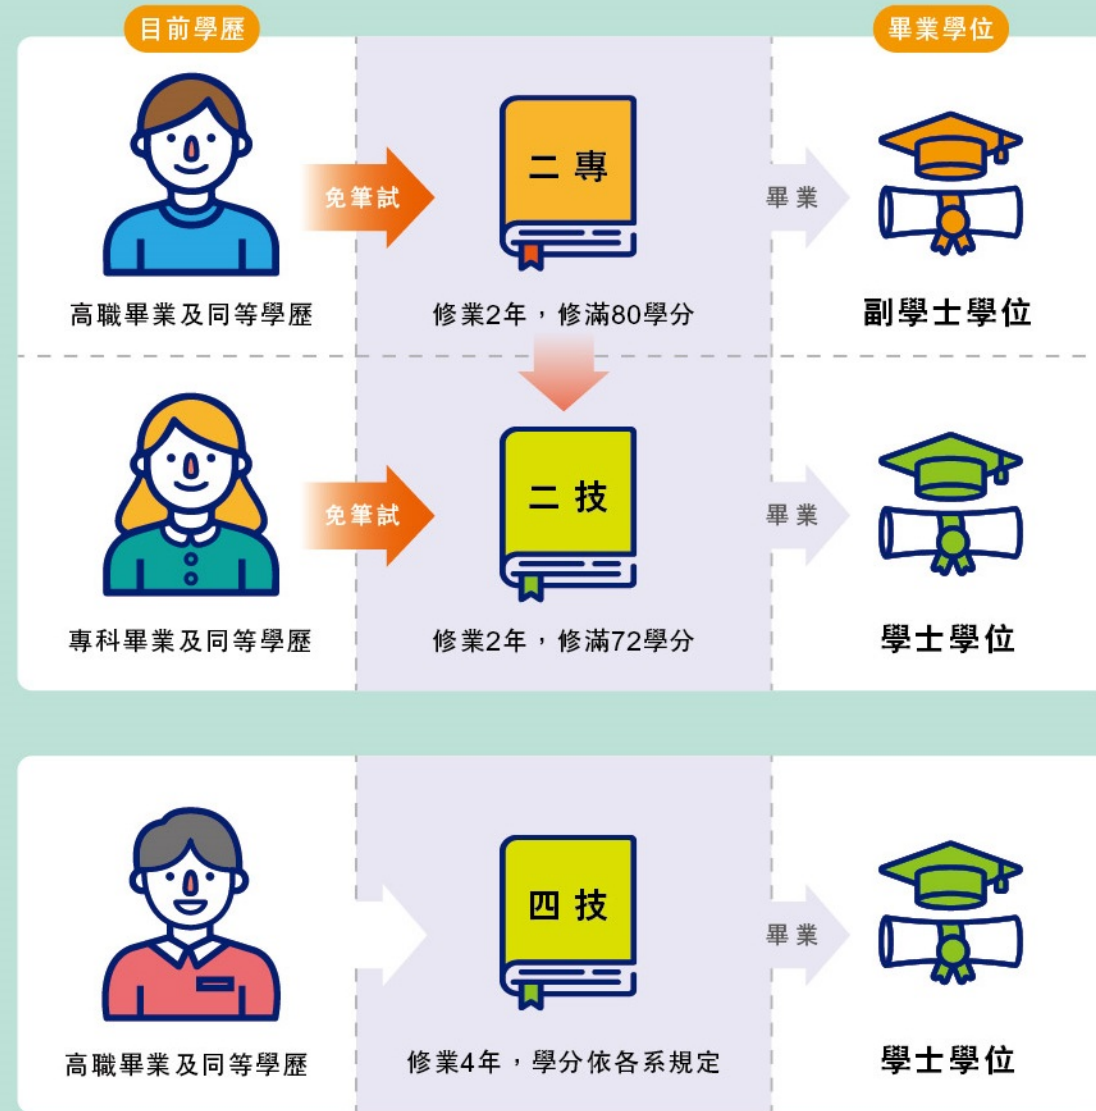 目前學歷
畢業學位
免筆試
二專
畢業
高職畢業及同等學歷
修業2年，修滿80學分
副學士學位
免筆試
二技
畢業
專科畢業及同等學歷
修業2年，修滿72學分
學士學位
四技
畢業
高職畢業及同等學歷
修業4年，學分依各系規定
學士學位